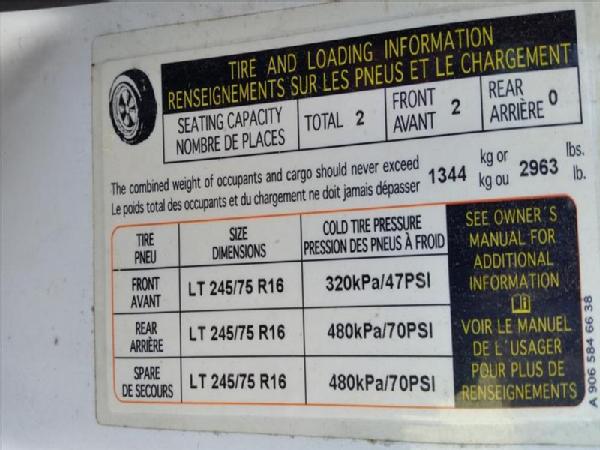 TIRE AND LOADING INFORMATION
RENSEIGNEMENTS SUR LES PNEUS ET LE CHARGEMENT
SEATING CAPACITY
NOMBRE DE PLACES
TOTAL 2
FRONT
AVANT 2
REAR
ARRIÈRE 0
The combined weight of occupants and cargo should never exceed
Le poids total des occupants et du chargement ne doit jamais dépasser
1344 kg or
kg ou
2963 lbs.
lb.
TIRE
PNEU
SIZE
DIMENSIONS
COLD TIRE PRESSURE
PRESSION DES PNEUS À FROID
FRONT
AVANT
LT 245/75 R16
320kPa/47PSI
REAR
ARRIÈRE
LT 245/75 R16
480kPa/70PSI
SPARE
DE SECOURS
LT 245/75 R16
480kPa/70PSI
SEE OWNER'S
MANUAL FOR
ADDITIONAL
INFORMATION
VOIR LE MANUEL
DE L'USAGER
POUR PLUS DE
RENSEIGNEMENTS
A 906 584 66 38